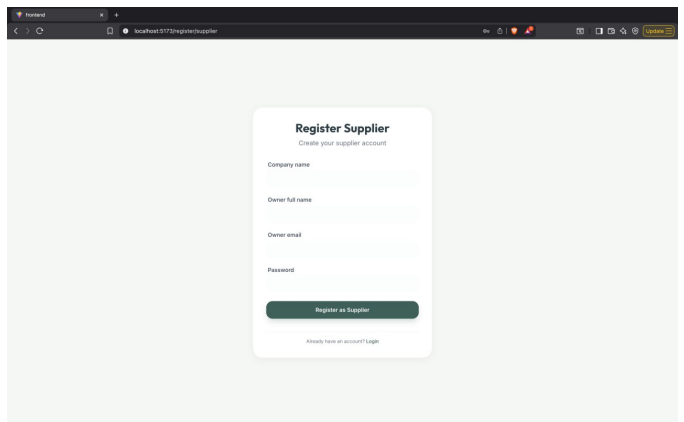 frontend
localhost:5173/register/supplier
Update
Register Supplier
Create your supplier account
Company name
Owner full name
Owner email
Password
Register as Supplier
Already have an account? Login